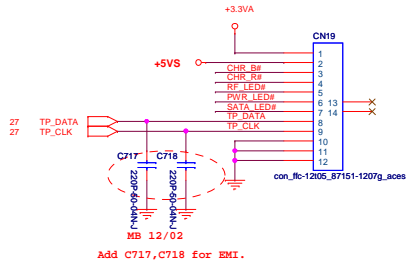 +3.3VA
CN19
+5VS
1
2
CHR_B#
3
CHR_R#
4
RF_LED#
5
PWR_LED#
6 13
SATA_LED#
7 14
27 TP_DATA
TP_DATA
8
27 TP_CLK
TP_CLK
9
10
11
12
C717 C718
con_ffc-12t05_87151-1207g_aces
220P-50-04N-J
220P-50-04N-J
MB 12/02
Add C717,C718 for EMI.